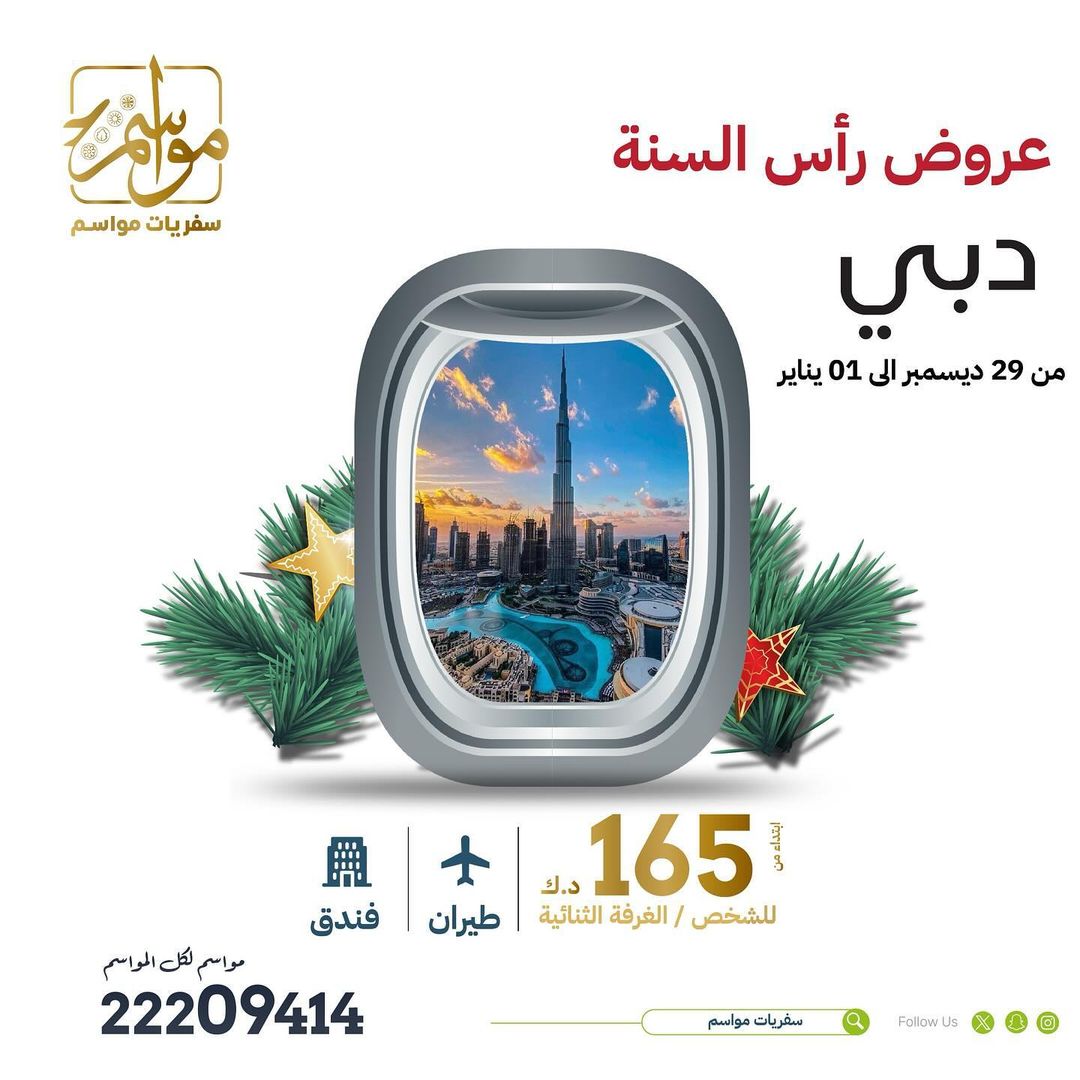 مواسم
سفريات مواسم
عروض رأس السنة
دبي
من 29 ديسمبر الى 01 يناير
ابتداء من
165 د.ك
للشخص / الغرفة الثنائية
طيران
فندق
مواسم لكل المواسم
22209414
سفريات مواسم
Follow Us